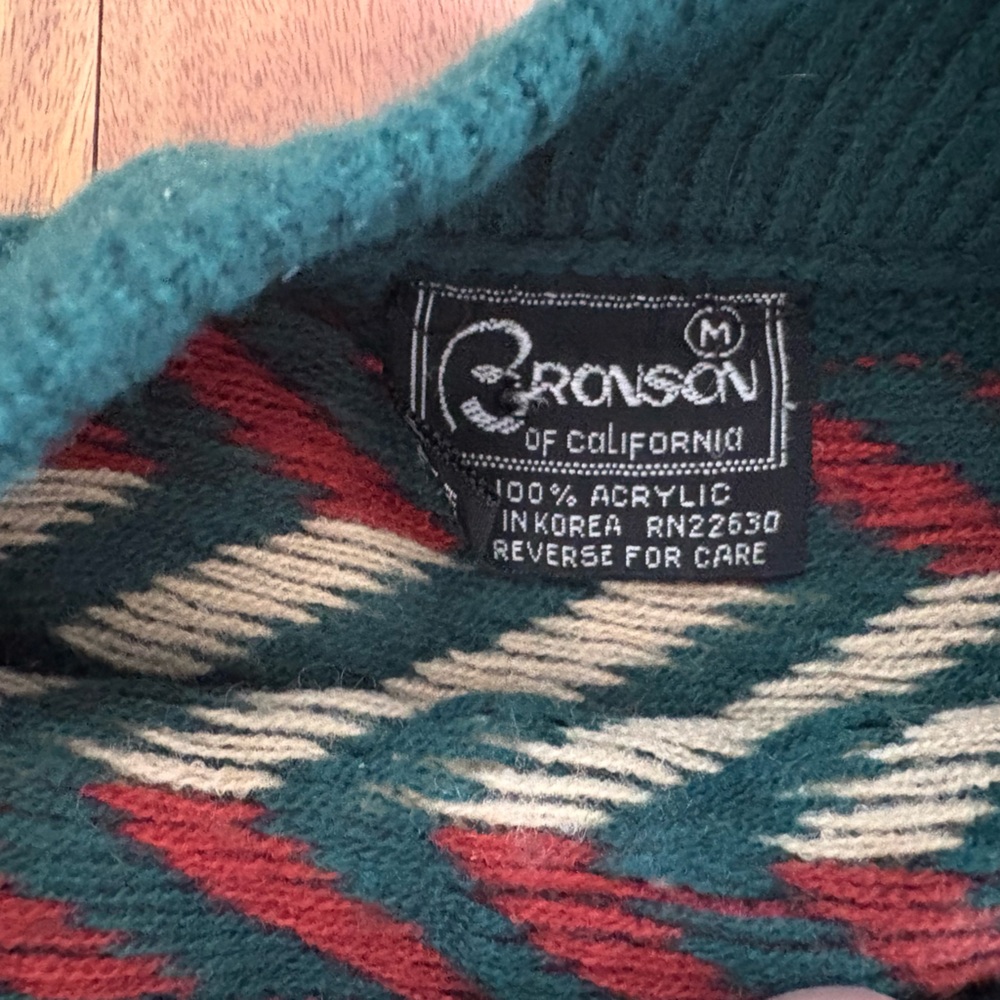 M
BRONSON
OF CaLIFORNIa
100% ACRYLIC
IN KOREA RN22630
REVERSE FOR CARE